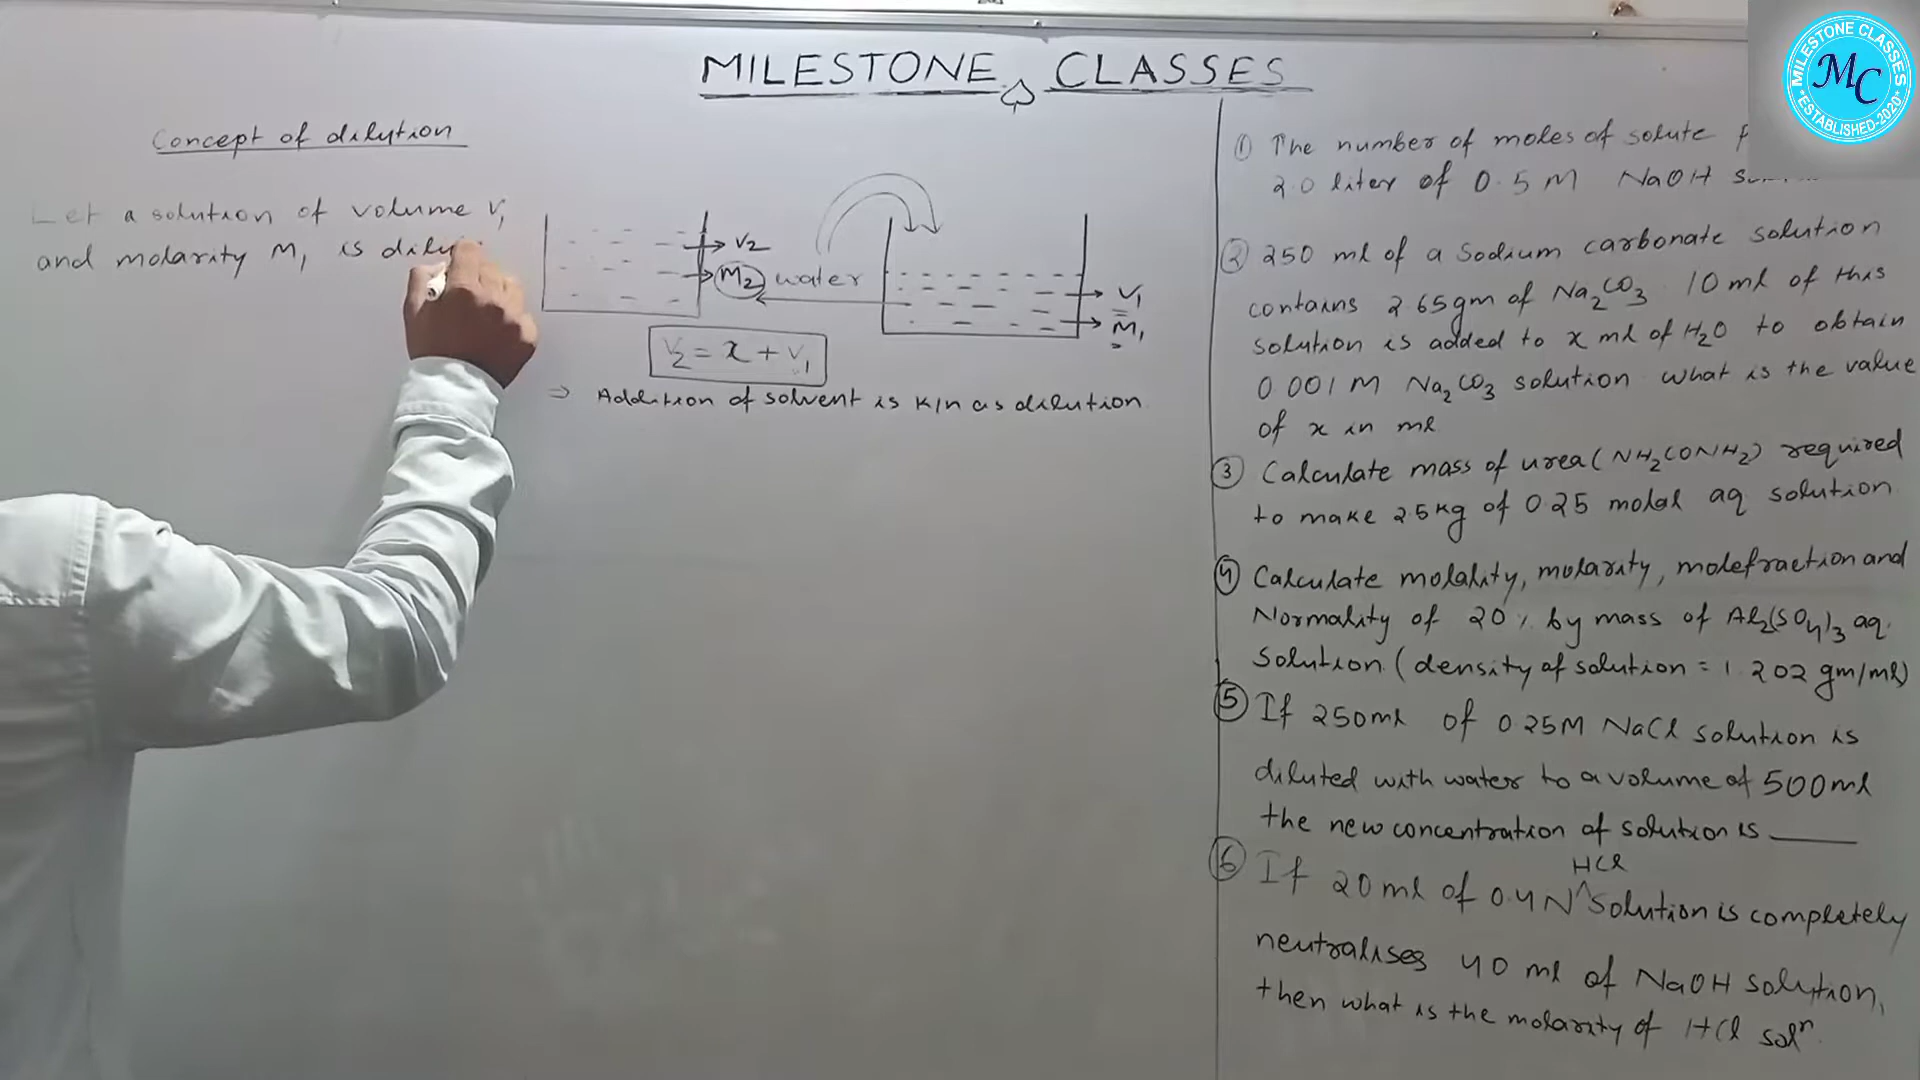 MILESTONE CLASSES
MILESTONE CLASSES
MC
*ESTABLISHED-2020*
Concept of dilution
Let a solution of volume V₁
and molarity M₁ is
V₂
M₂ water
V₁
M₁
V₂ = x + V₁
⇒ Addition of solvent is K/n as dilution
① The number of moles of solute
2.0 liter of 0.5 M NaOH
② 250 ml of a Sodium carbonate solution
contains 2.65gm of Na₂CO₃. 10 ml of this
solution is added to x ml of H₂O to obtain
0.001 M Na₂CO₃ solution. what is the value
of x in ml
③ Calculate mass of urea (NH₂CONH₂) required
to make 2.5kg of 0.25 molal aq solution
④ Calculate molality, molarity, molefraction and
Normality of 20% by mass of Al₂(SO₄)₃ aq.
Solution. (density of solution = 1.202 gm/ml)
⑤ If 250ml of 0.25M NaCl solution is
diluted with water to a volume of 500ml
the new concentration of solution is ______
⑥ If 20 ml of 0.4N HCl solution is completely
neutralises 40 ml of NaOH solution,
then what is the molarity of HCl solⁿ.